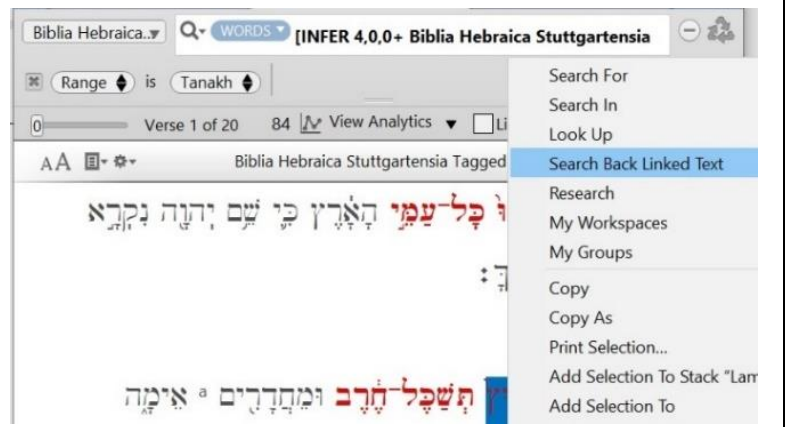 Biblia Hebraica.. WORDS [INFER 4,0,0+ Biblia Hebraica Stuttgartensia
Range is Tanakh
0 Verse 1 of 20 84 View Analytics Li
AA Biblia Hebraica Stuttgartensia Tagged
כָּל־עַמֵּ֣י הָאָ֔רֶץ כִּ֛י שֵׁ֥ם יְהוָ֖ה נִקְרָ֣א
תְּשַׁכֶּל־חֶ֔רֶב וּמֵחֲדָרִ֖ים a אֵימָ֑ה
Search For
Search In
Look Up
Search Back Linked Text
Research
My Workspaces
My Groups
Copy
Copy As
Print Selection...
Add Selection To Stack "Lam
Add Selection To